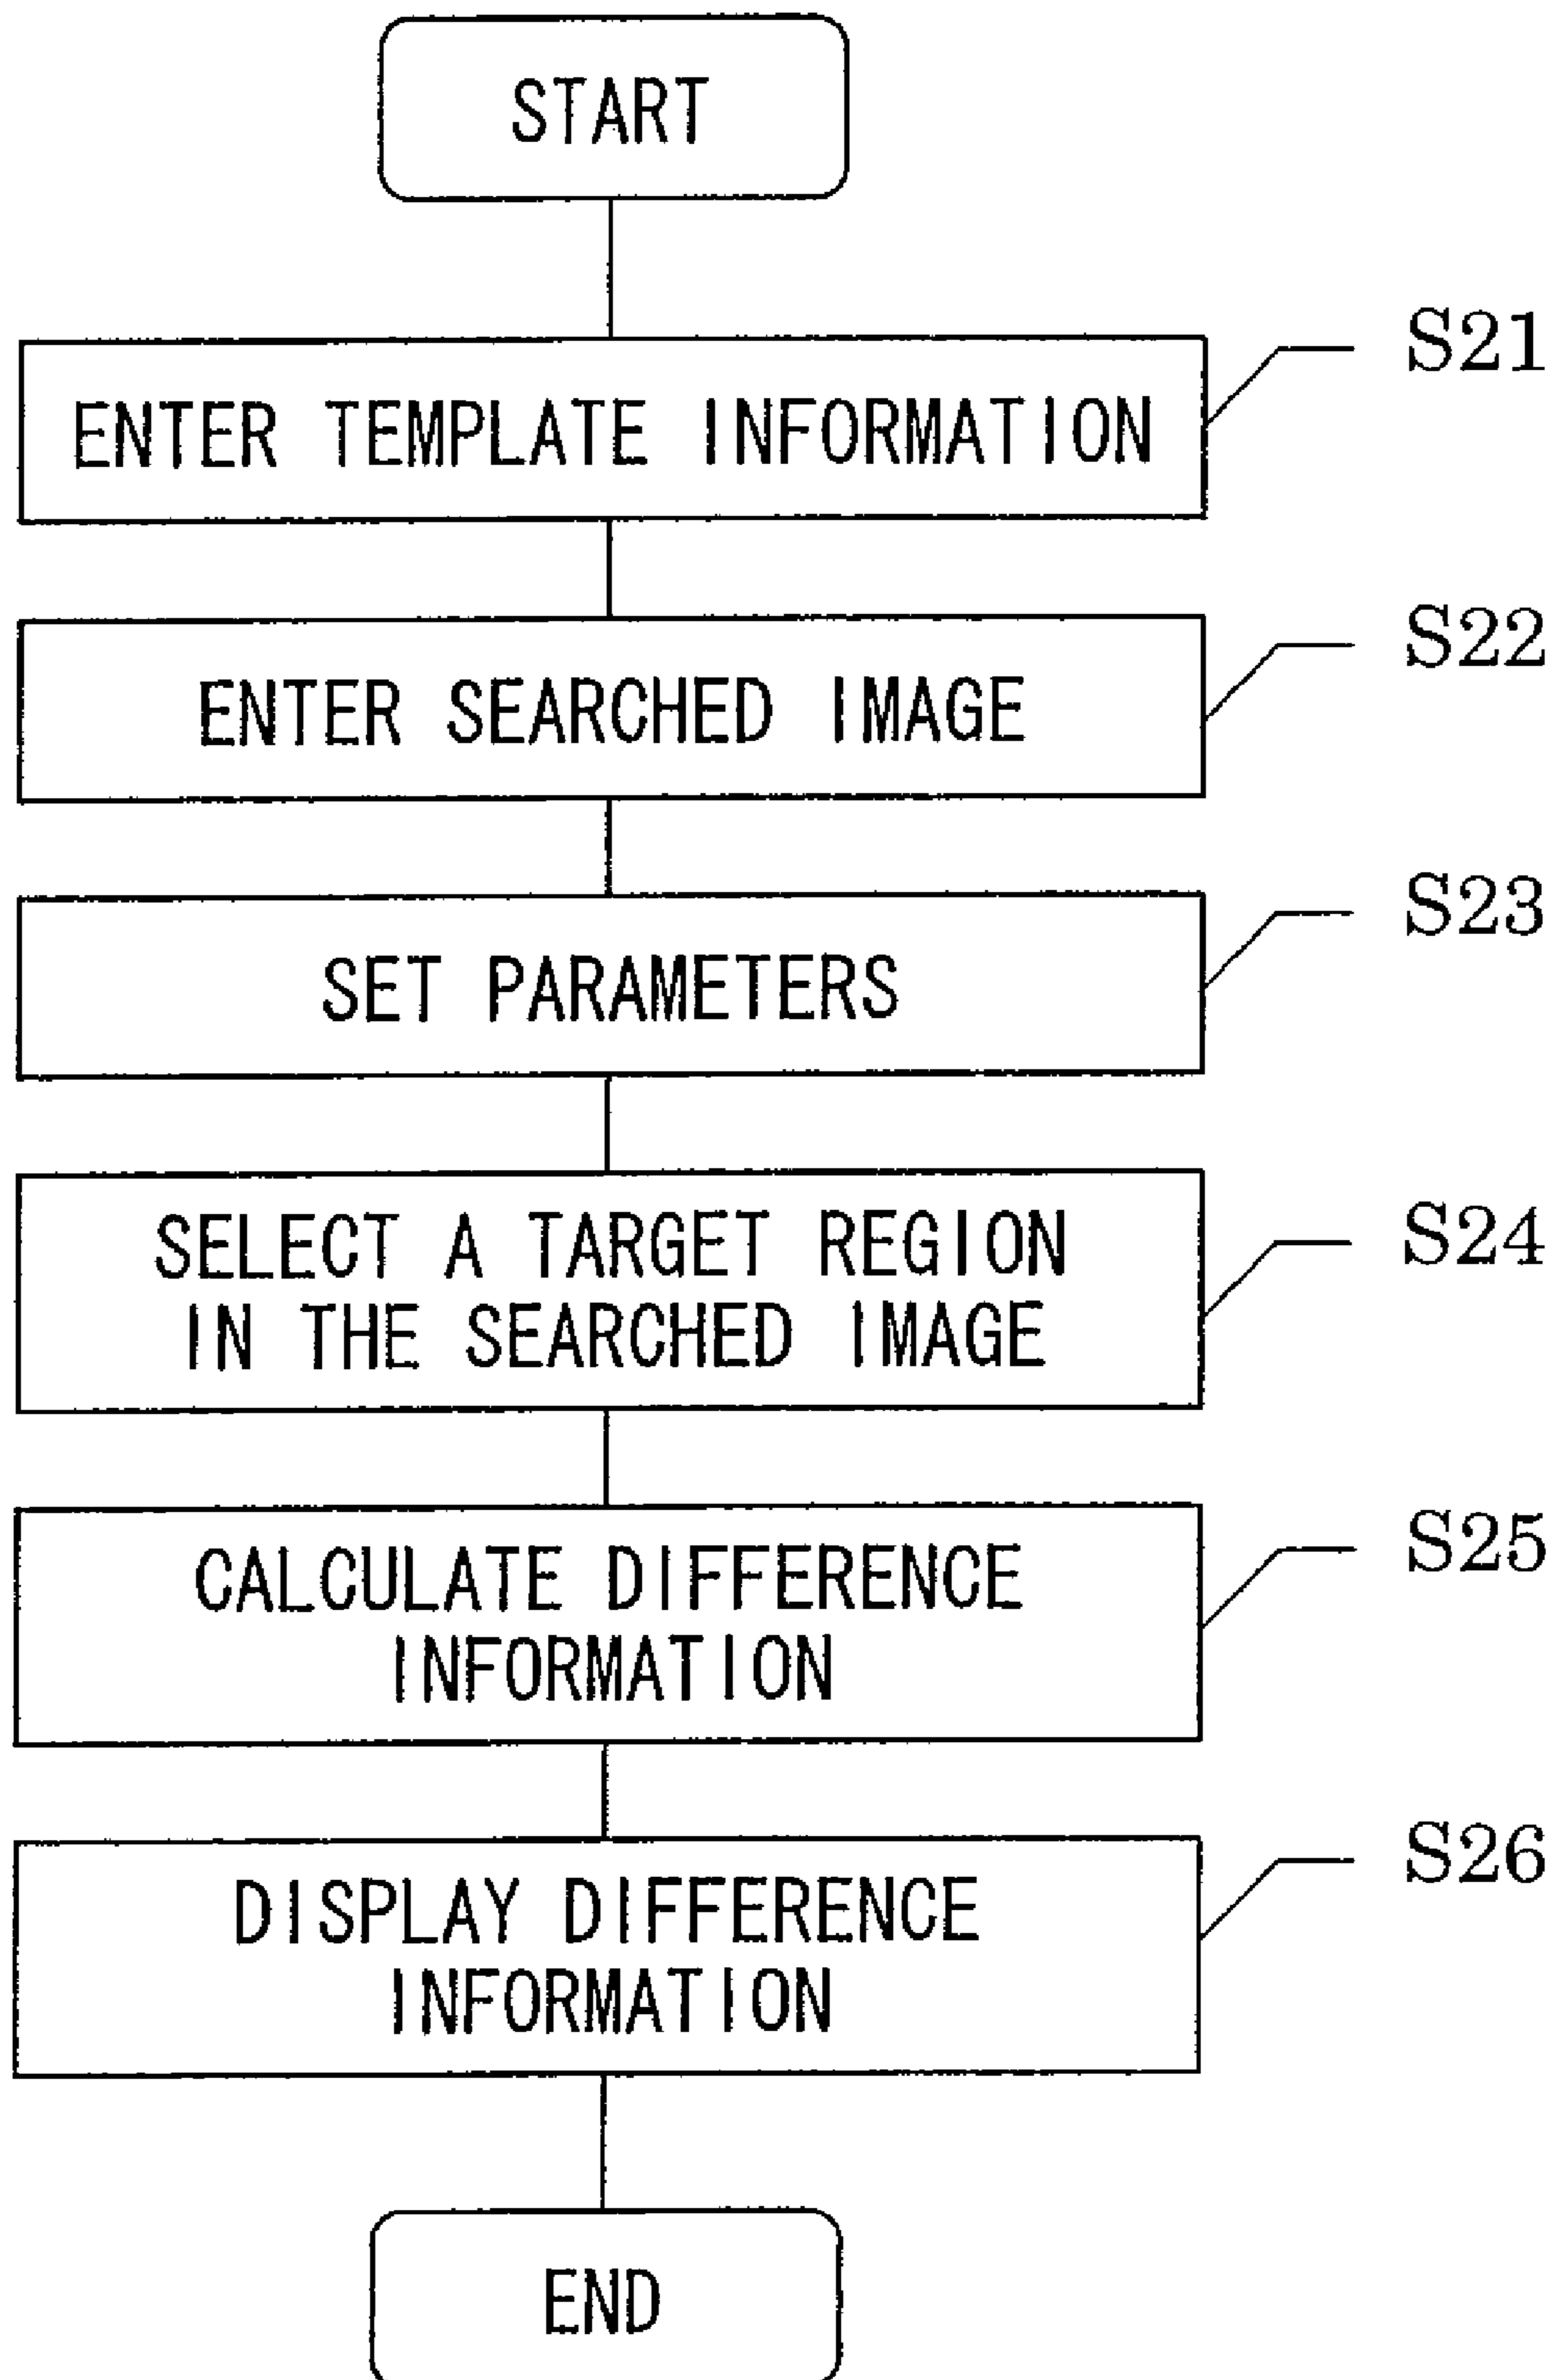 START
S21
ENTER TEMPLATE INFORMATION
S22
ENTER SEARCHED IMAGE
S23
SET PARAMETERS
S24
SELECT A TARGET REGION
IN THE SEARCHED IMAGE
S25
CALCULATE DIFFERENCE
INFORMATION
S26
DISPLAY DIFFERENCE
INFORMATION
END